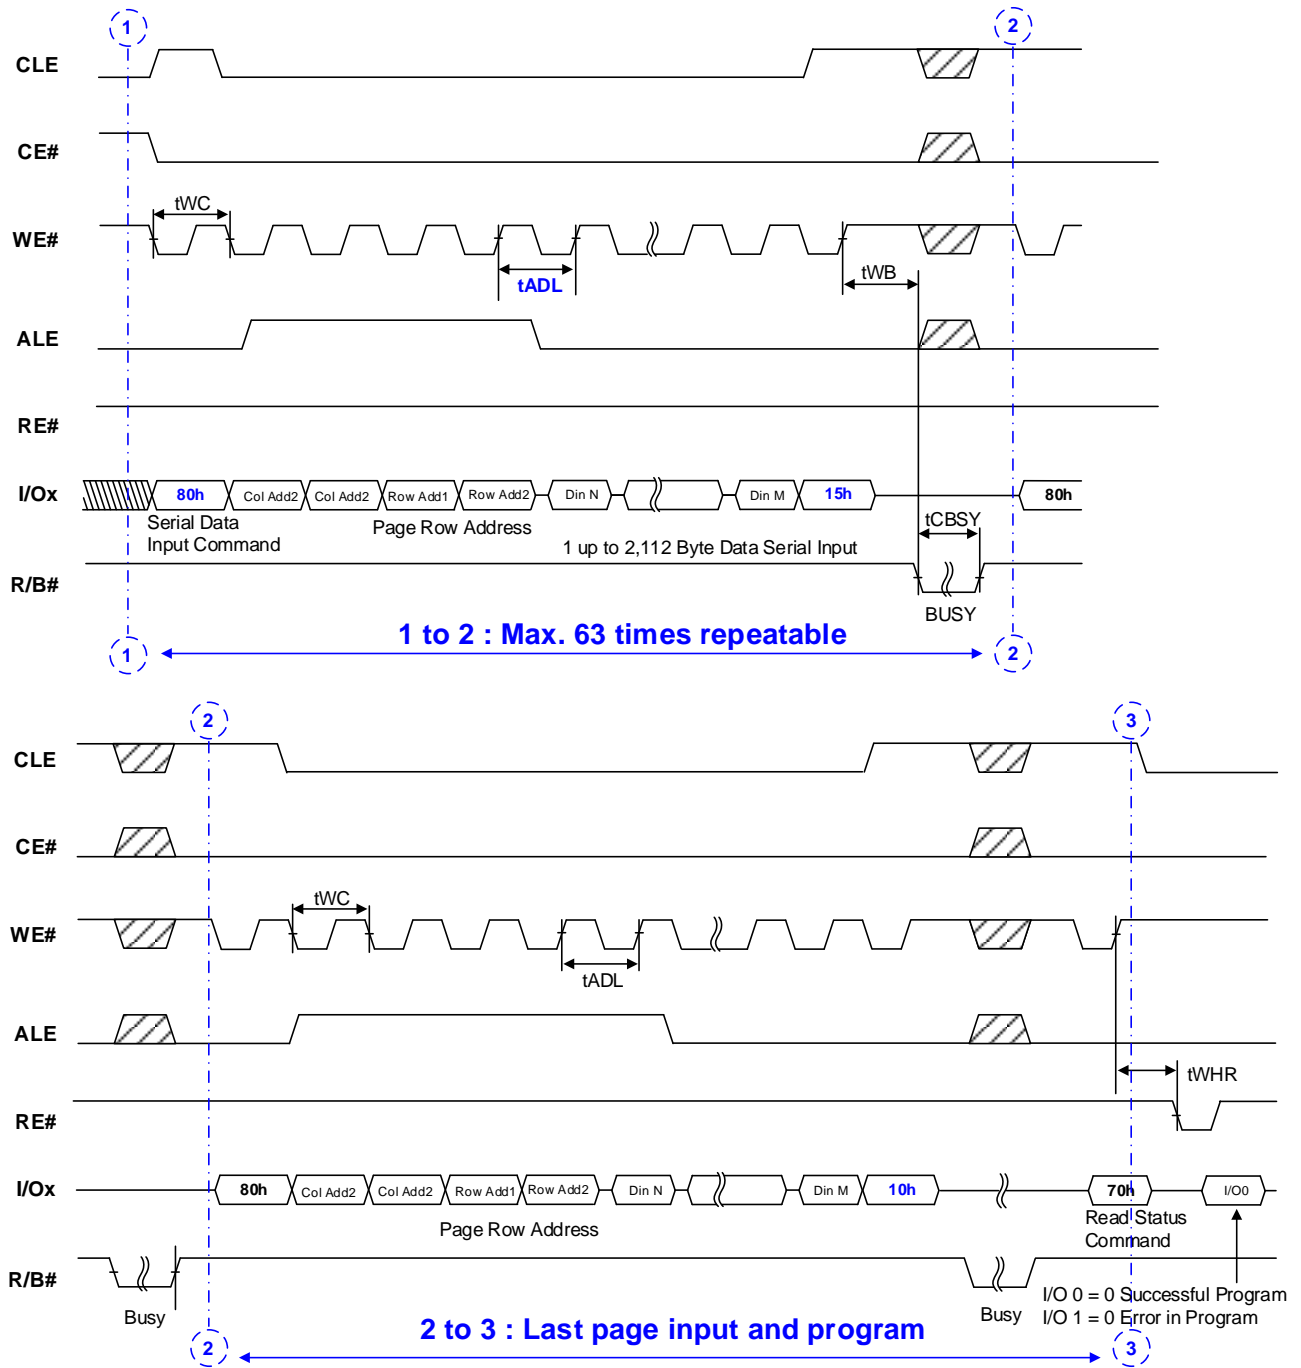 1
2
CLE
CE#
tWC
WE#
tADL
tWB
ALE
RE#
I/Ox
80h
Col Add2
Col Add2
Row Add1
Row Add2
Din N
Din M
15h
80h
Serial Data
Input Command
Page Row Address
1 up to 2,112 Byte Data Serial Input
tCBSY
R/B#
BUSY
1 to 2 : Max. 63 times repeatable
1
2
2
3
CLE
CE#
tWC
WE#
tADL
ALE
tWHR
RE#
I/Ox
80h
Col Add2
Col Add2
Row Add1
Row Add2
Din N
Din M
10h
70h
I/O0
Page Row Address
Read Status
Command
R/B#
Busy
Busy
I/O 0 = 0 Successful Program
I/O 1 = 0 Error in Program
2 to 3 : Last page input and program
2
3